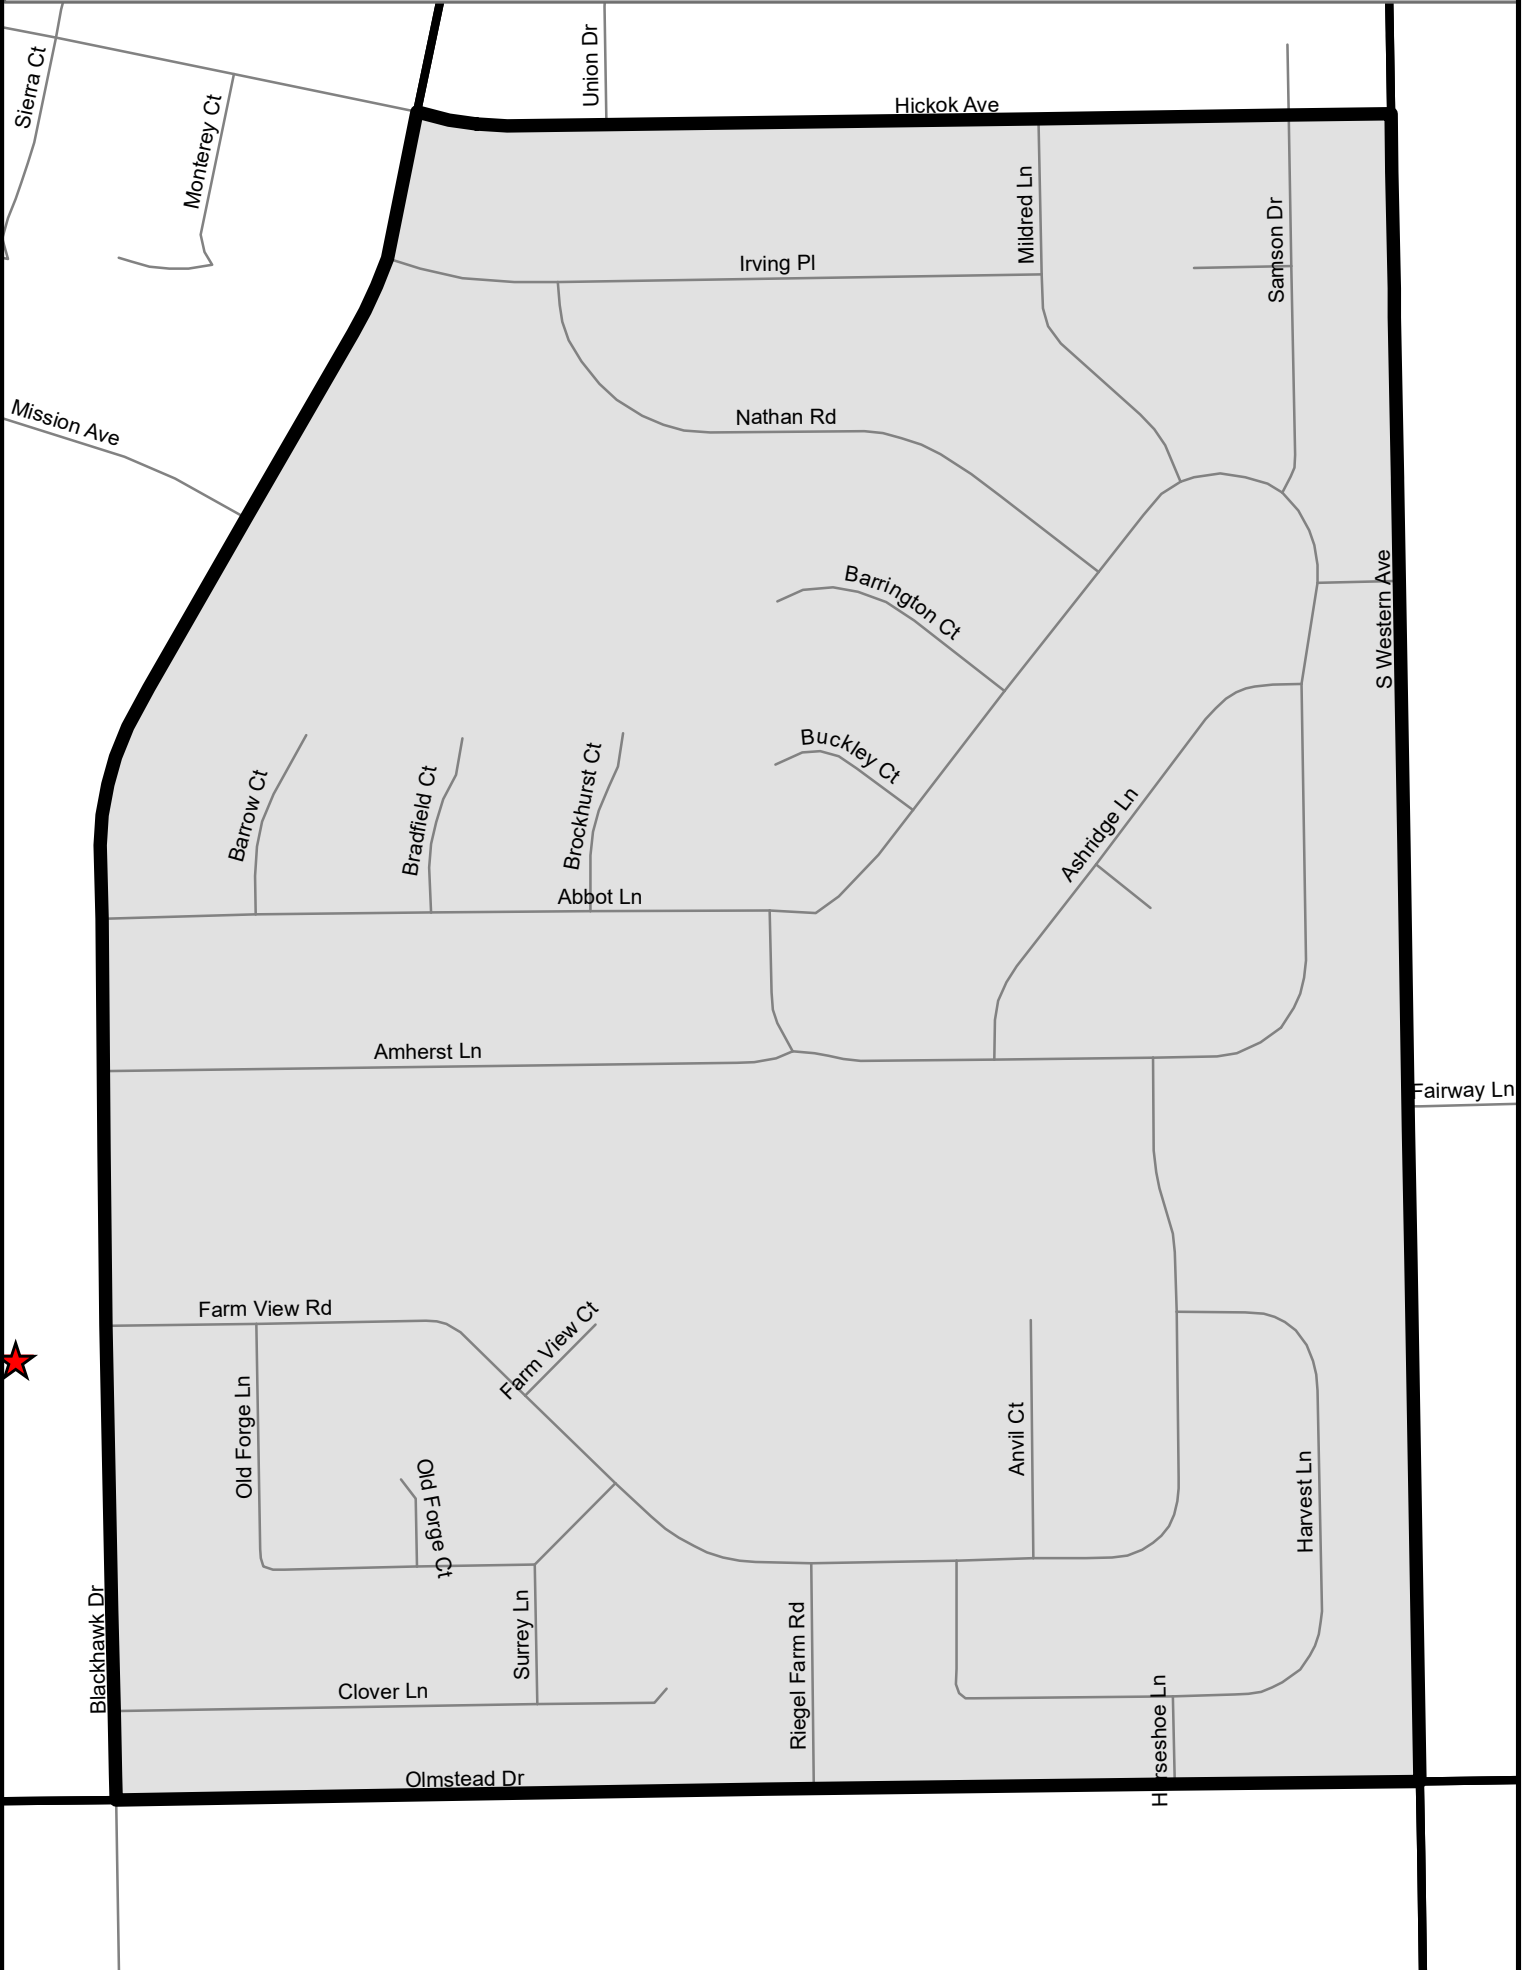 Union Dr
Sierra Ct
Hickok Ave
Monterey Ct
Mildred Ln
Samson Dr
Irving Pl
Mission Ave
Nathan Rd
Barrington Ct
S Western Ave
Buckley Ct
Barrow Ct
Bradfield Ct
Brockhurst Ct
Ashridge Ln
Abbot Ln
Amherst Ln
Fairway Ln
Farm View Rd
Farm View Ct
Old Forge Ln
Anvil Ct
Old Forge Ct
Harvest Ln
Blackhawk Dr
Surrey Ln
Riegel Farm Rd
Clover Ln
Horseshoe Ln
Olmstead Dr